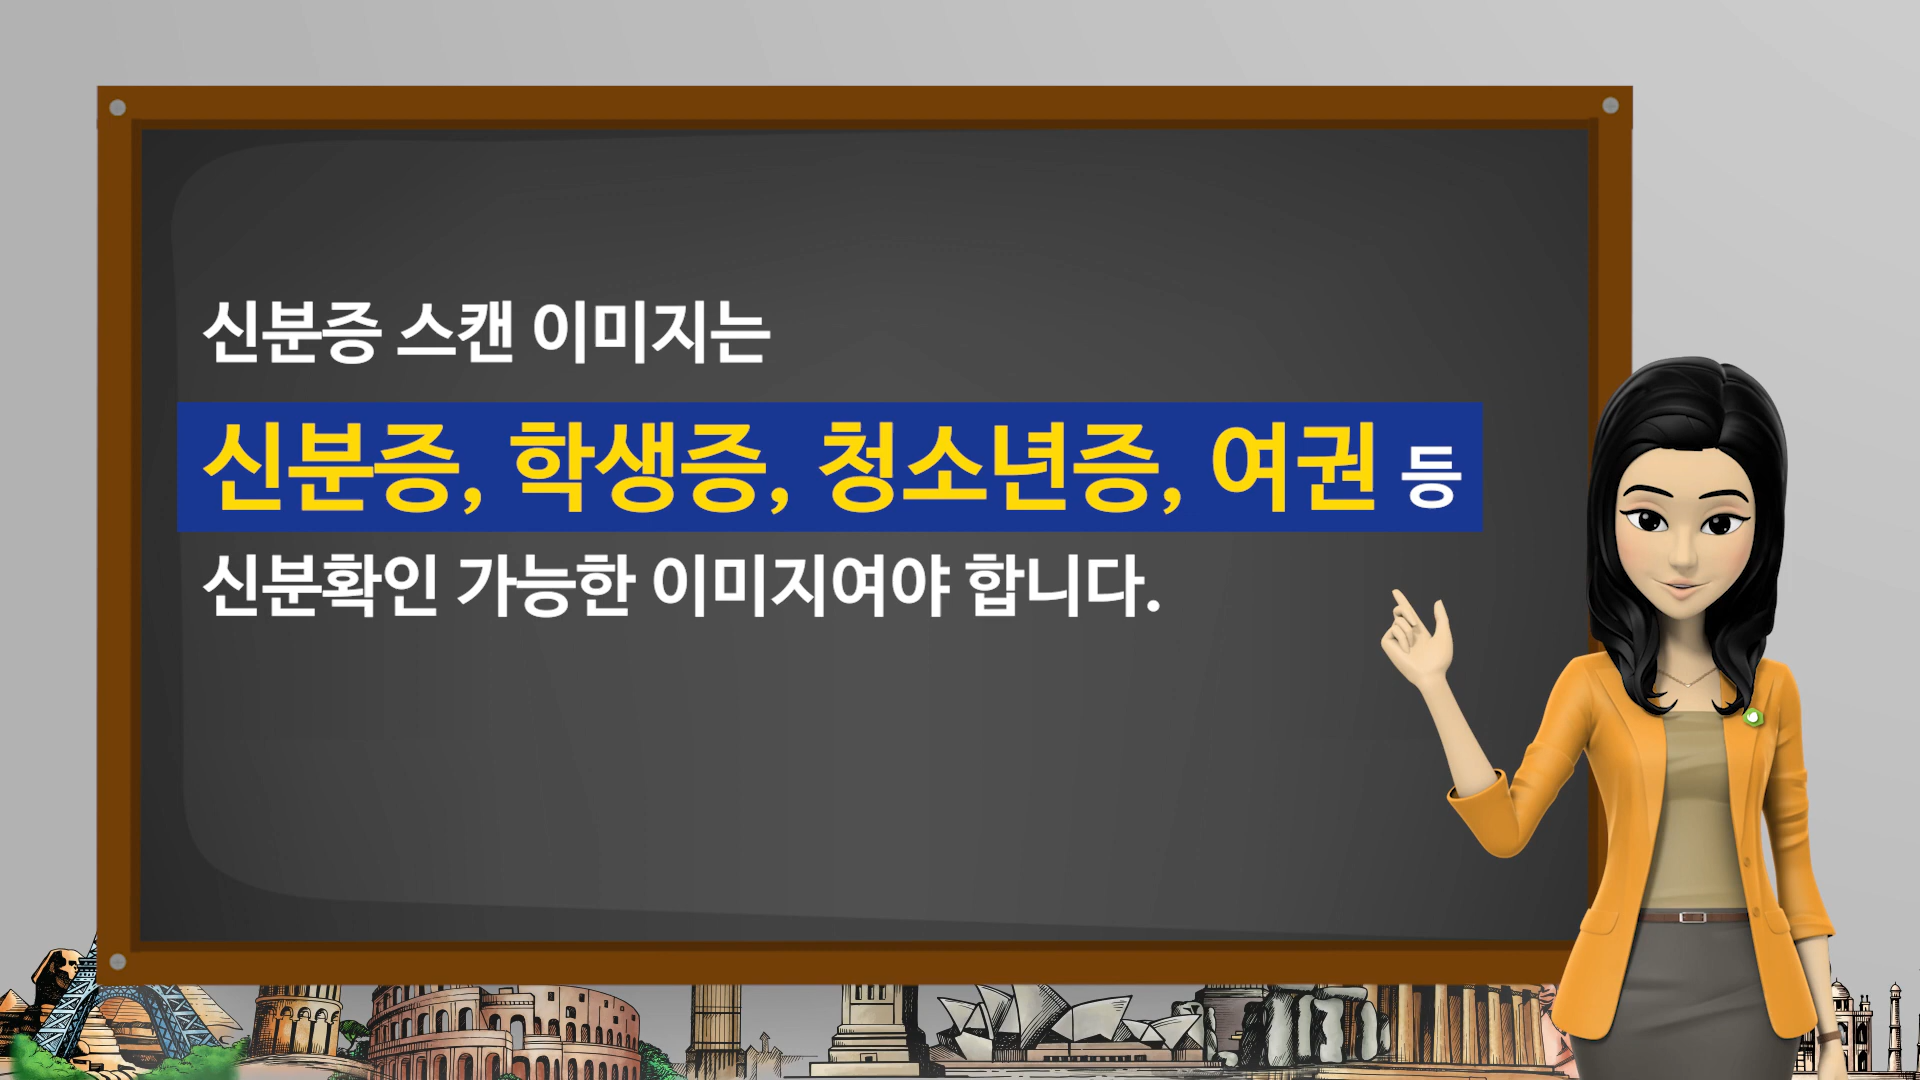 신분증 스캔 이미지는
신분증, 학생증, 청소년증, 여권 등
신분확인 가능한 이미지여야 합니다.